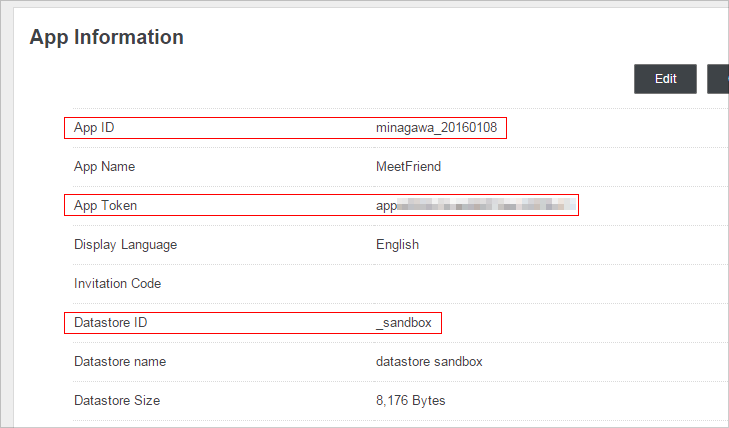 App Information
Edit
App ID minagawa_20160108
App Name MeetFriend
App Token app
Display Language English
Invitation Code
Datastore ID _sandbox
Datastore name datastore sandbox
Datastore Size 8,176 Bytes